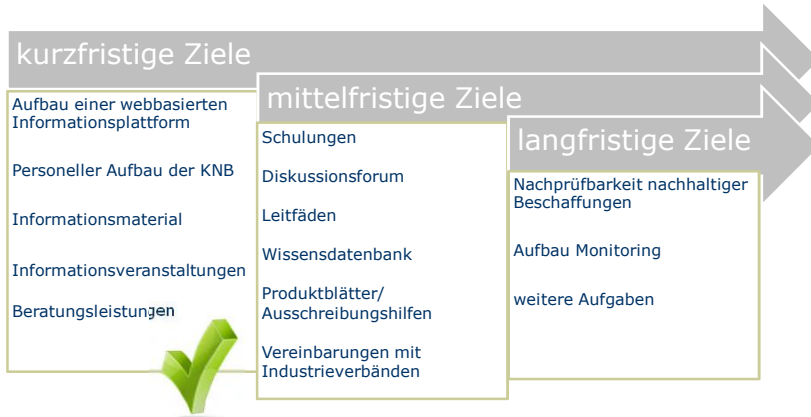 kurzfristige Ziele
Aufbau einer webbasierten
Informationsplattform
Personeller Aufbau der KNB
Informationsmaterial
Informationsveranstaltungen
Beratungsleistungen
mittelfristige Ziele
Schulungen
Diskussionsforum
Leitfäden
Wissensdatenbank
Produktblätter/
Ausschreibungshilfen
Vereinbarungen mit
Industrieverbänden
langfristige Ziele
Nachprüfbarkeit nachhaltiger
Beschaffungen
Aufbau Monitoring
weitere Aufgaben